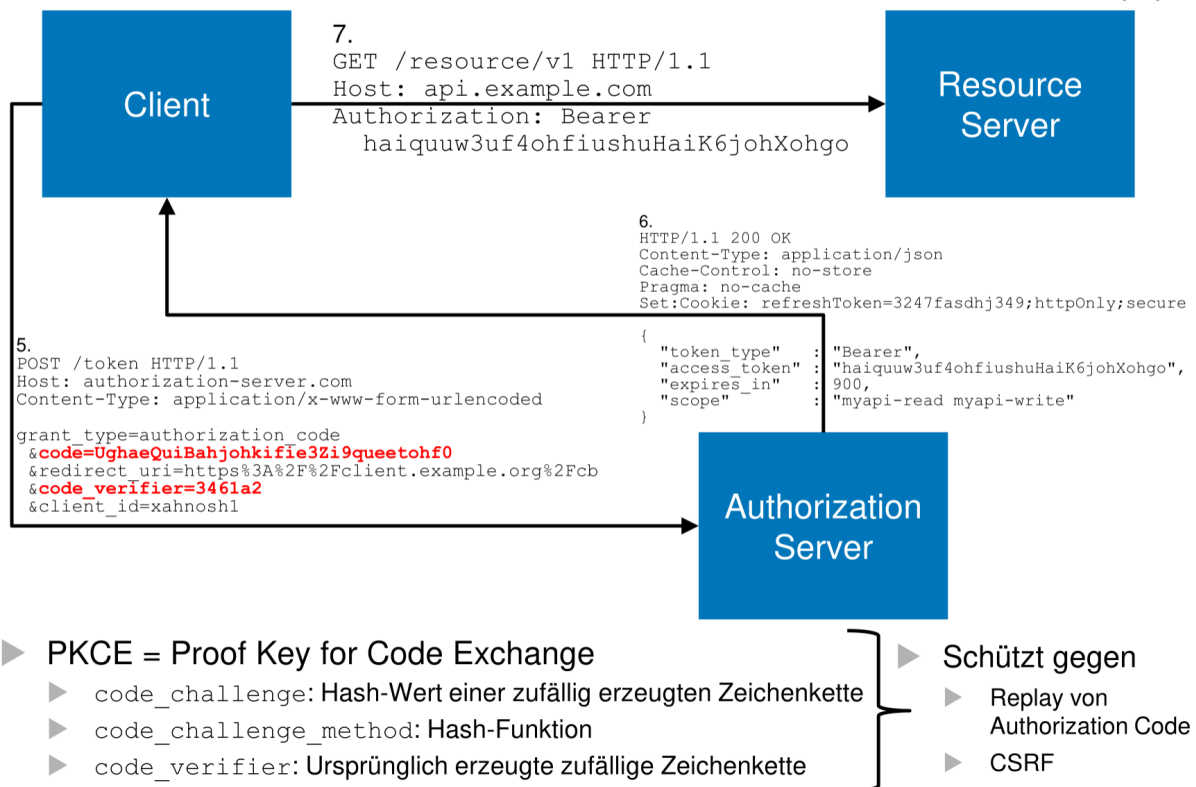 Client
7.
GET /resource/v1 HTTP/1.1
Host: api.example.com
Authorization: Bearer
haiquuw3uf4ohfiushuHaiK6johXohgo
Resource
Server
6.
HTTP/1.1 200 OK
Content-Type: application/json
Cache-Control: no-store
Pragma: no-cache
Set:Cookie: refreshToken=3247fasdhj349;httpOnly;secure
{
"token_type" : "Bearer",
"access_token" : "haiquuw3uf4ohfiushuHaiK6johXohgo",
"expires_in" : 900,
"scope" : "myapi-read myapi-write"
}
5.
POST /token HTTP/1.1
Host: authorization-server.com
Content-Type: application/x-www-form-urlencoded
grant_type=authorization_code
&code=UghaeQuiBahjohkifie3Zi9queetohf0
&redirect_uri=https%3A%2F%2Fclient.example.org%2Fcb
&code_verifier=3461a2
&client_id=xahnosh1
Authorization
Server
PKCE = Proof Key for Code Exchange
code_challenge: Hash-Wert einer zufällig erzeugten Zeichenkette
code_challenge_method: Hash-Funktion
code_verifier: Ursprünglich erzeugte zufällige Zeichenkette
Schützt gegen
Replay von
Authorization Code
CSRF